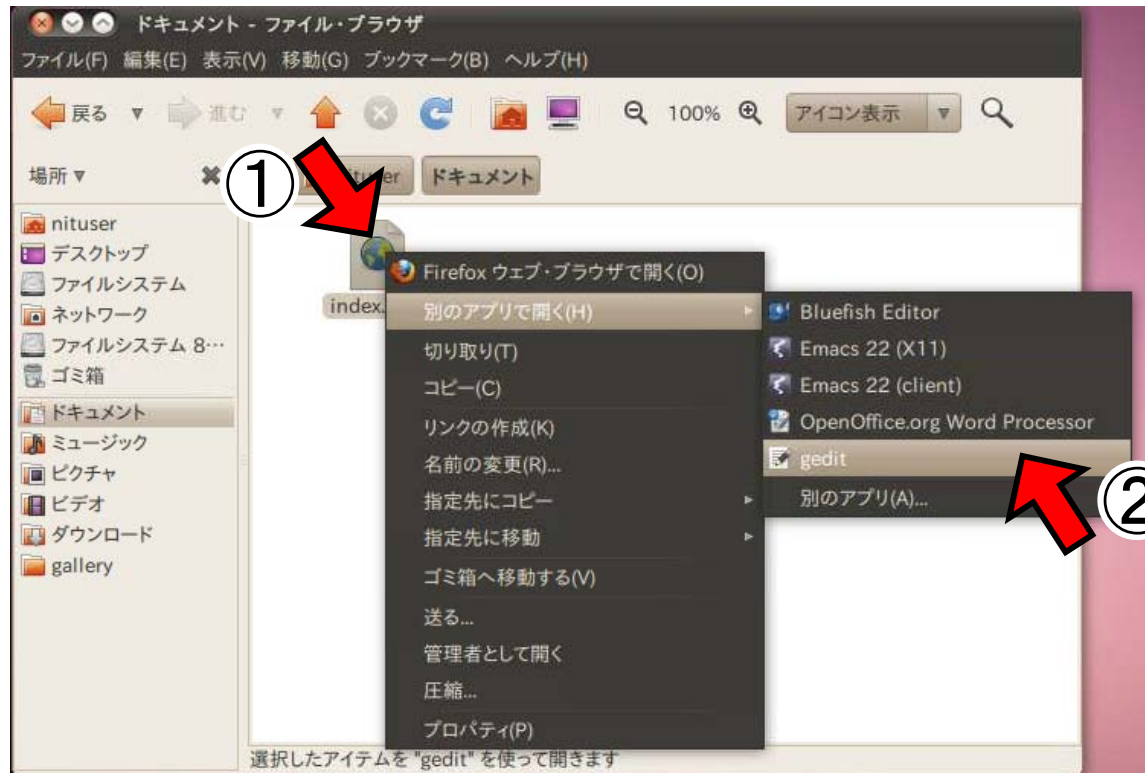 ドキュメント - ファイル・ブラウザ
ファイル(F) 編集(E) 表示(V) 移動(G) ブックマーク(B) ヘルプ(H)
戻る 進む 100% アイコン表示
場所
① ドキュメント
nituser
デスクトップ
ファイルシステム
ネットワーク
ファイルシステム 8…
ゴミ箱
ドキュメント
ミュージック
ピクチャ
ビデオ
ダウンロード
gallery
index.
Firefox ウェブ・ブラウザで開く(O)
別のアプリで開く(H)
切り取り(T)
コピー(C)
リンクの作成(K)
名前の変更(R)...
指定先にコピー
指定先に移動
ゴミ箱へ移動する(V)
送る...
管理者として開く
圧縮...
プロパティ(P)
Bluefish Editor
Emacs 22 (X11)
Emacs 22 (client)
OpenOffice.org Word Processor
gedit
別のアプリ(A)...
②
選択したアイテムを "gedit" を使って開きます